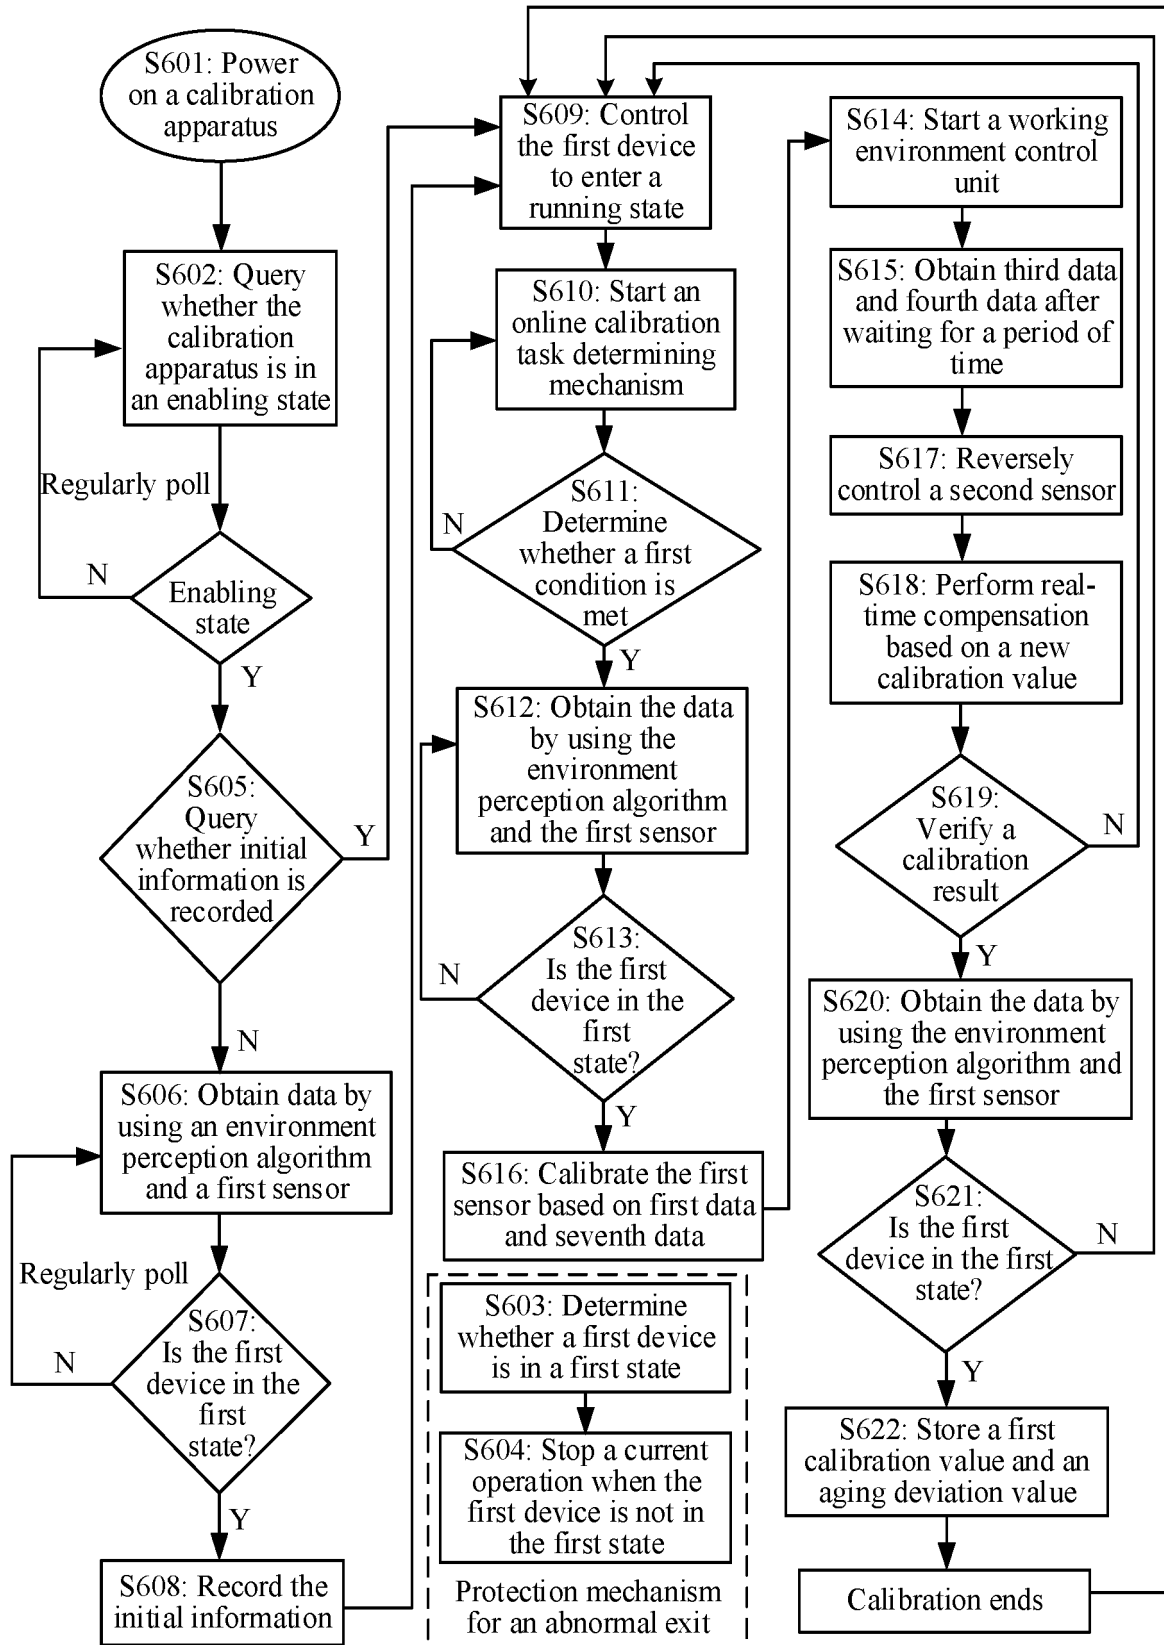 S601: Power
on a calibration
apparatus
S602: Query
whether the
calibration
apparatus is in
an enabling state
Regularly poll
N
Enabling
state
Y
S605:
Query
whether initial
information is
recorded
Y
N
S606: Obtain data by
using an environment
perception algorithm
and a first sensor
Regularly poll
S607:
Is the first
device in the
first
state?
N
Y
S608: Record the
initial information
S609: Control
the first device
to enter a
running state
S610: Start an
online calibration
task determining
mechanism
S611:
Determine
whether a first
condition is
met
N
Y
S612: Obtain the data
by using the
environment
perception algorithm
and the first sensor
S613:
Is the first
device in the
first
state?
N
Y
S616: Calibrate the first
sensor based on first data
and seventh data
S603: Determine
whether a first device
is in a first state
S604: Stop a current
operation when the
first device is not in
the first state
Protection mechanism
for an abnormal exit
S614: Start a working
environment control
unit
S615: Obtain third data
and fourth data after
waiting for a period of
time
S617: Reversely
control a second sensor
S618: Perform real-
time compensation
based on a new
calibration value
S619:
Verify a
calibration
result
N
Y
S620: Obtain the data by
using the environment
perception algorithm and
the first sensor
S621:
Is the first
device in the first
state?
N
Y
S622: Store a first
calibration value and an
aging deviation value
Calibration ends